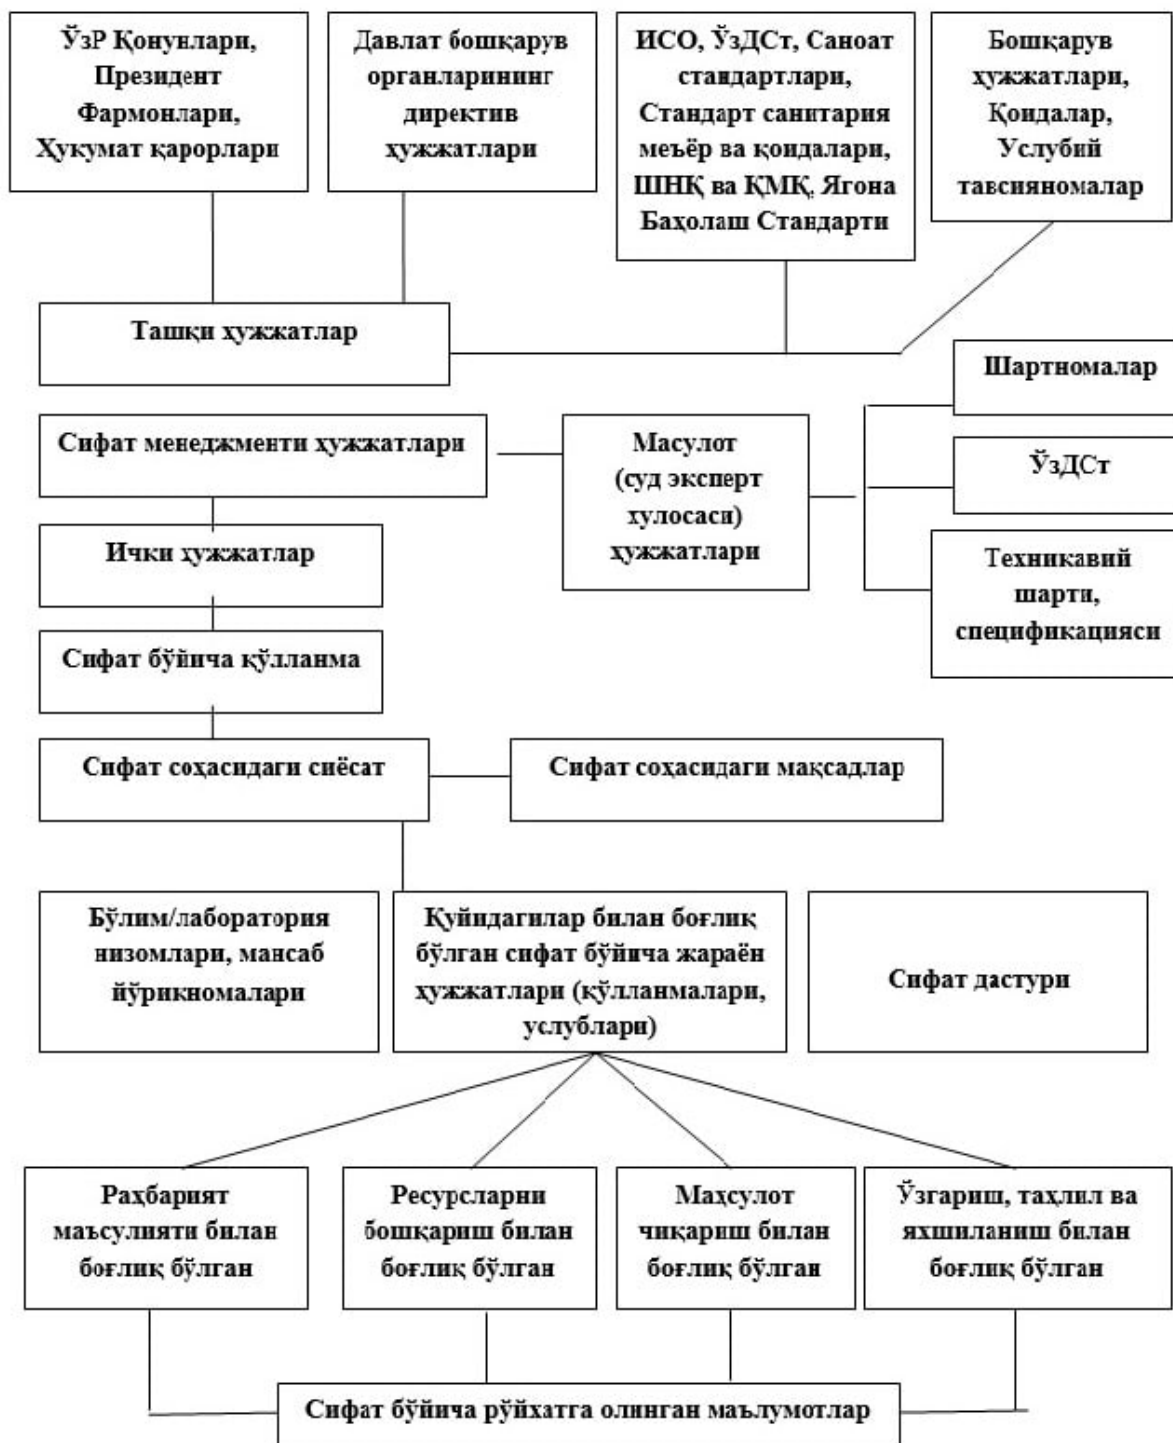 ЎзР Қонунлари,
Президент
Фармонлари,
Ҳукумат қарорлари
Давлат бошқарув
органларининг
директив
ҳужжатлари
ИСО, ЎзДСт, Саноат
стандартлари,
Стандарт санитария
меъёр ва қоидалари,
ШНҚ ва ҚМҚ, Ягона
Баҳолаш Стандарти
Бошқарув
ҳужжатлари,
Қоидалар,
Услубий
тавсияномалар
Ташқи ҳужжатлар
Шартномалар
Сифат менеджменти ҳужжатлари
Масулот
(суд эксперт
хулосаси)
ҳужжатлари
ЎзДСт
Ички ҳужжатлар
Техникавий
шарти,
спецификацияси
Сифат бўйича қўлланма
Сифат соҳасидаги сиёсат
Сифат соҳасидаги мақсадлар
Бўлим/лаборатория
низомлари, мансаб
йўриқномалари
Қуйидагилар билан боғлиқ
бўлган сифат бўйича жараён
ҳужжатлари (қўлланмалари,
услублари)
Сифат дастури
Раҳбарият
маъсулияти билан
боғлиқ бўлган
Ресурсларни
бошқариш билан
боғлиқ бўлган
Маҳсулот
чиқариш билан
боғлиқ бўлган
Ўзгариш, таҳлил ва
яхшиланиш билан
боғлиқ бўлган
Сифат бўйича рўйхатга олинган маълумотлар